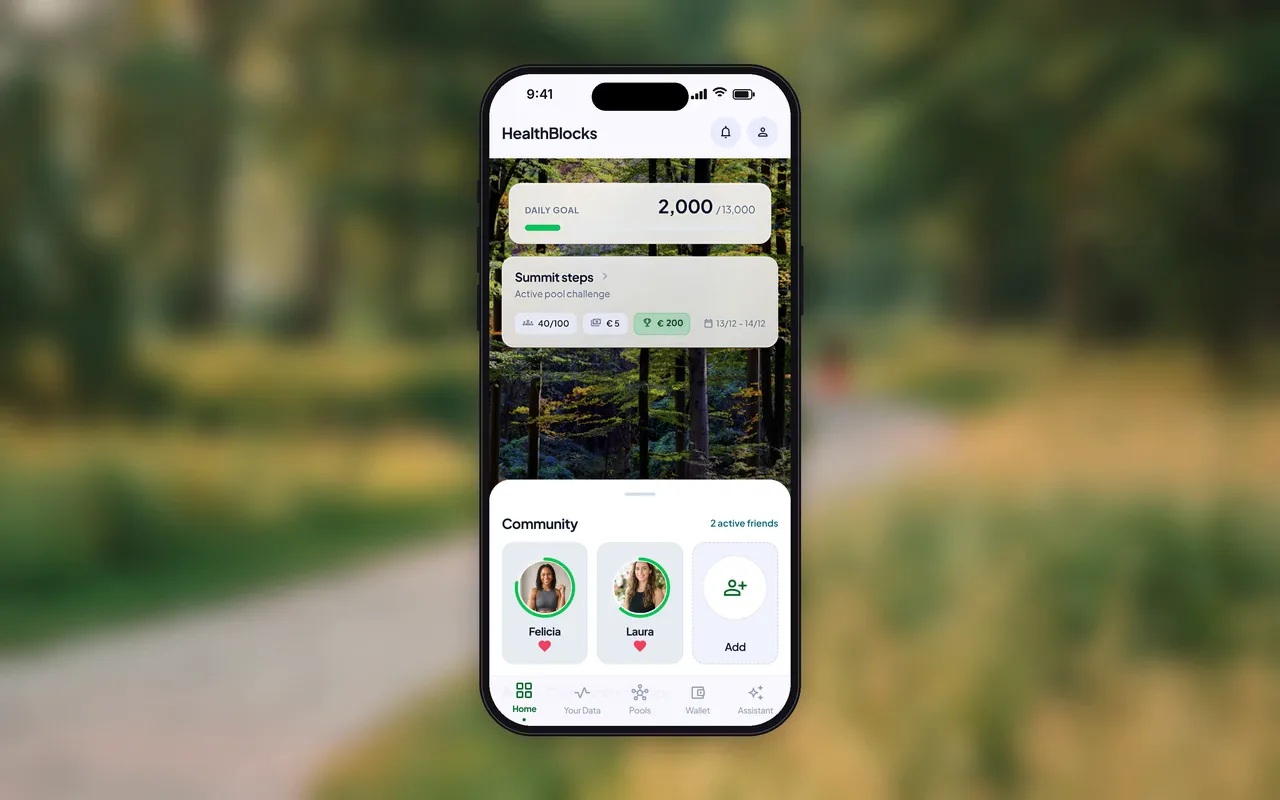 9:41
HealthBlocks
DAILY GOAL 2,000 /13,000
Summit steps
Active pool challenge
40/100 € 5 € 200 13/12 - 14/12
Community 2 active friends
Felicia Laura Add
Home Your Data Pools Wallet Assistant